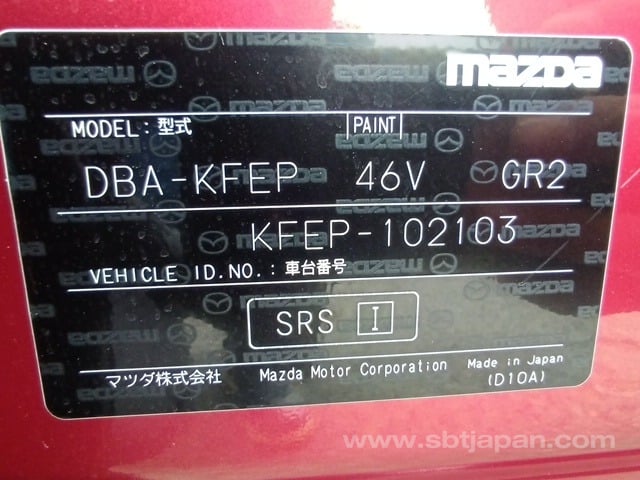 mazda
MODEL: 型式 PAINT
DBA-KFEP 46V GR2
KFEP-102103
VEHICLE ID.NO.: 車台番号
SRS I
マツダ株式会社 Mazda Motor Corporation Made in Japan
(D10A)
www.sbtjapan.com